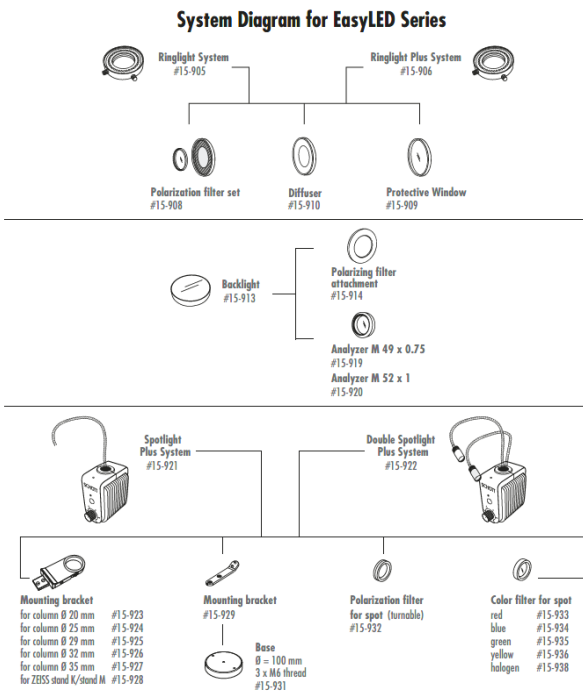 System Diagram for EasyLED Series
Ringlight System
#15-905
Ringlight Plus System
#15-906
Polarization filter set
#15-908
Diffuser
#15-910
Protective Window
#15-909
Backlight
#15-913
Polarizing filter
attachment
#15-914
Analyzer M 49 x 0.75
#15-919
Analyzer M 52 x 1
#15-920
Spotlight
Plus System
#15-921
Double Spotlight
Plus System
#15-922
SCHOTT
SCHOTT
Mounting bracket
for column Ø 20 mm #15-923
for column Ø 25 mm #15-924
for column Ø 29 mm #15-925
for column Ø 32 mm #15-926
for column Ø 35 mm #15-927
for ZEISS stand K/stand M #15-928
Mounting bracket
#15-929
Base
Ø = 100 mm
3 x M6 thread
#15-931
Polarization filter
for spot (turnable)
#15-932
Color filter for spot
red #15-933
blue #15-934
green #15-935
yellow #15-936
halogen #15-938